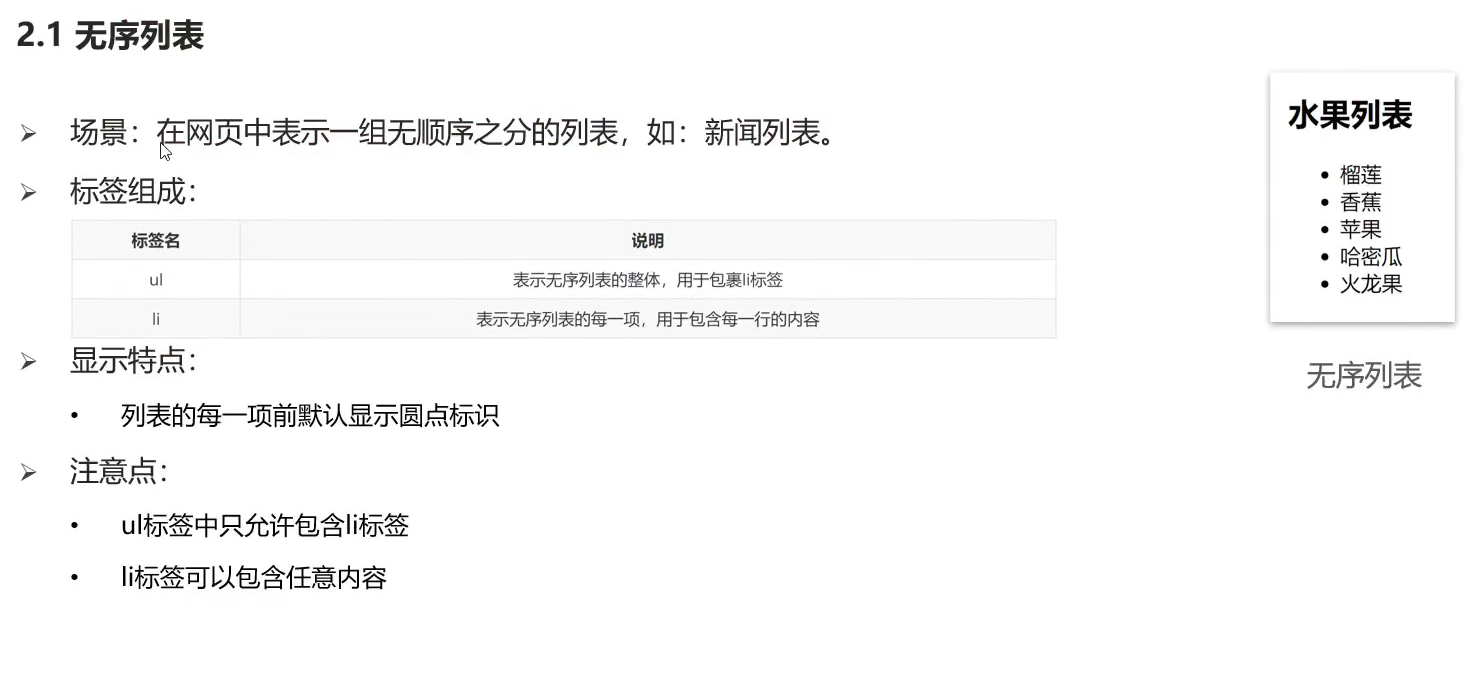 2.1 无序列表
场景：在网页中表示一组无顺序之分的列表，如：新闻列表。
标签组成：
标签名 说明
ul 表示无序列表的整体，用于包裹li标签
li 表示无序列表的每一项，用于包含每一行的内容
显示特点：
• 列表的每一项前默认显示圆点标识
注意点：
• ul标签中只允许包含li标签
• li标签可以包含任意内容
水果列表
• 榴莲
• 香蕉
• 苹果
• 哈密瓜
• 火龙果
无序列表